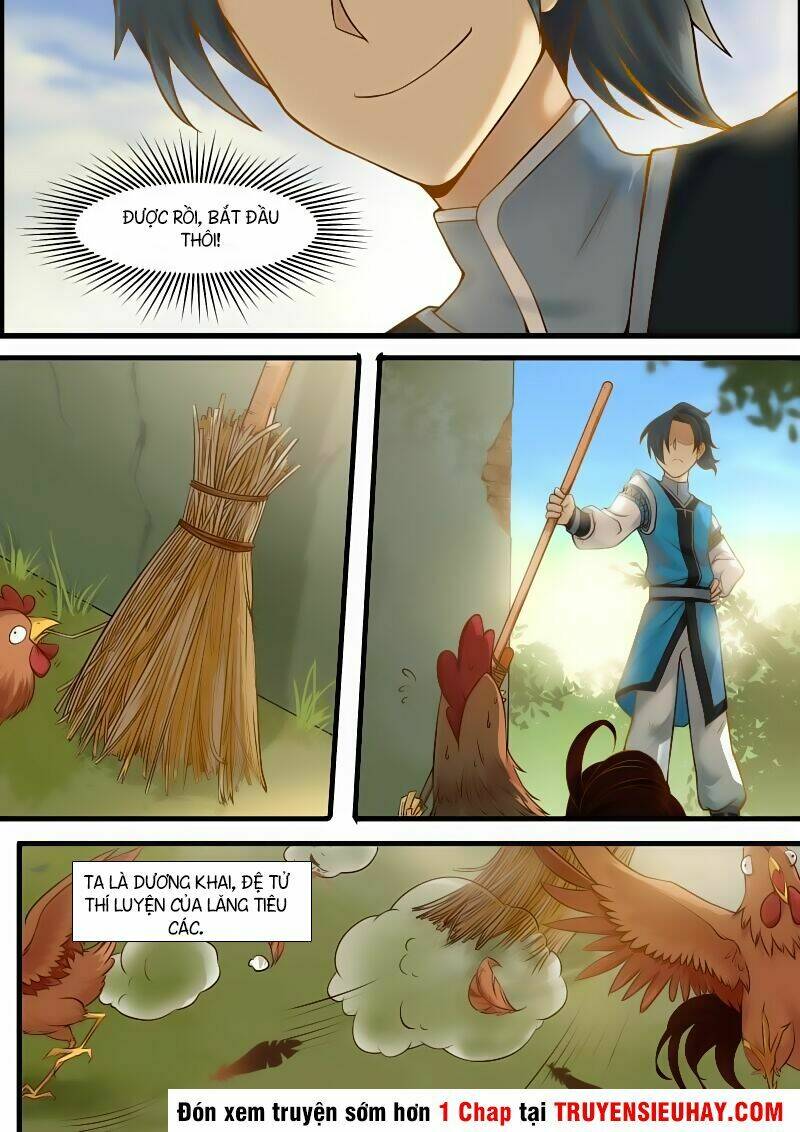 ĐƯỢC RỒI, BẮT ĐẦU
THÔI!
TA LÀ DƯƠNG KHAI, ĐỆ TỬ
THÍ LUYỆN CỦA LĂNG TIÊU
CÁC.
Đón xem truyện sớm hơn 1 Chap tại TRUYENSIEUHAY.COM